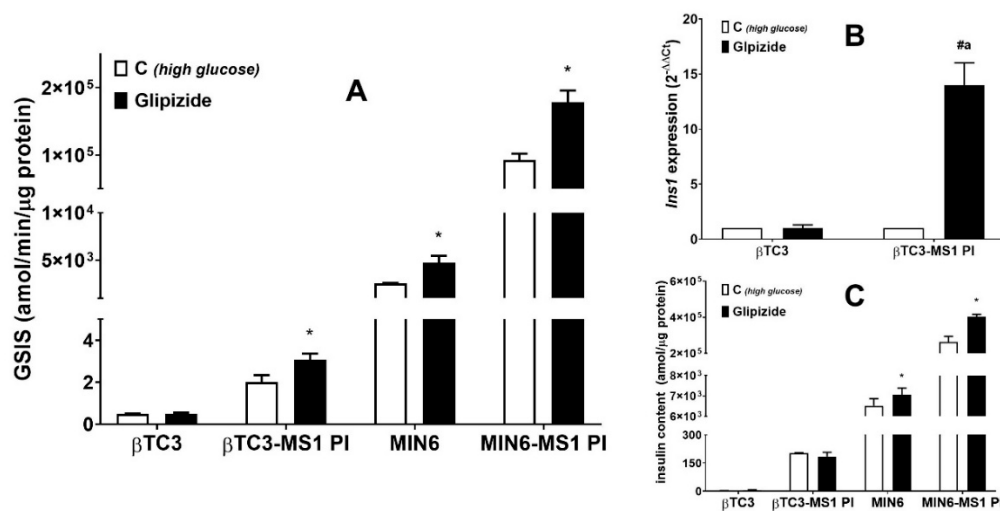 GSIS (amol/min/μg protein)
C (high glucose)
Glipizide
A
2×10⁵
1×10⁵
1×10⁴
5×10³
4
2
0
βTC3
βTC3-MS1 PI
MIN6
MIN6-MS1 PI
Ins1 expression (2^-ΔΔCt)
C (high glucose)
Glpizide
B
#a
20
15
10
5
0
βTC3
βTC3-MS1 PI
insulin content (amol/μg protein)
C (high glucose)
Glipizide
C
6×10⁵
4×10⁵
2×10⁵
8×10³
7×10³
6×10³
300
150
0
βTC3
βTC3-MS1 PI
MIN6
MIN6-MS1 PI
*
*
*
*
*